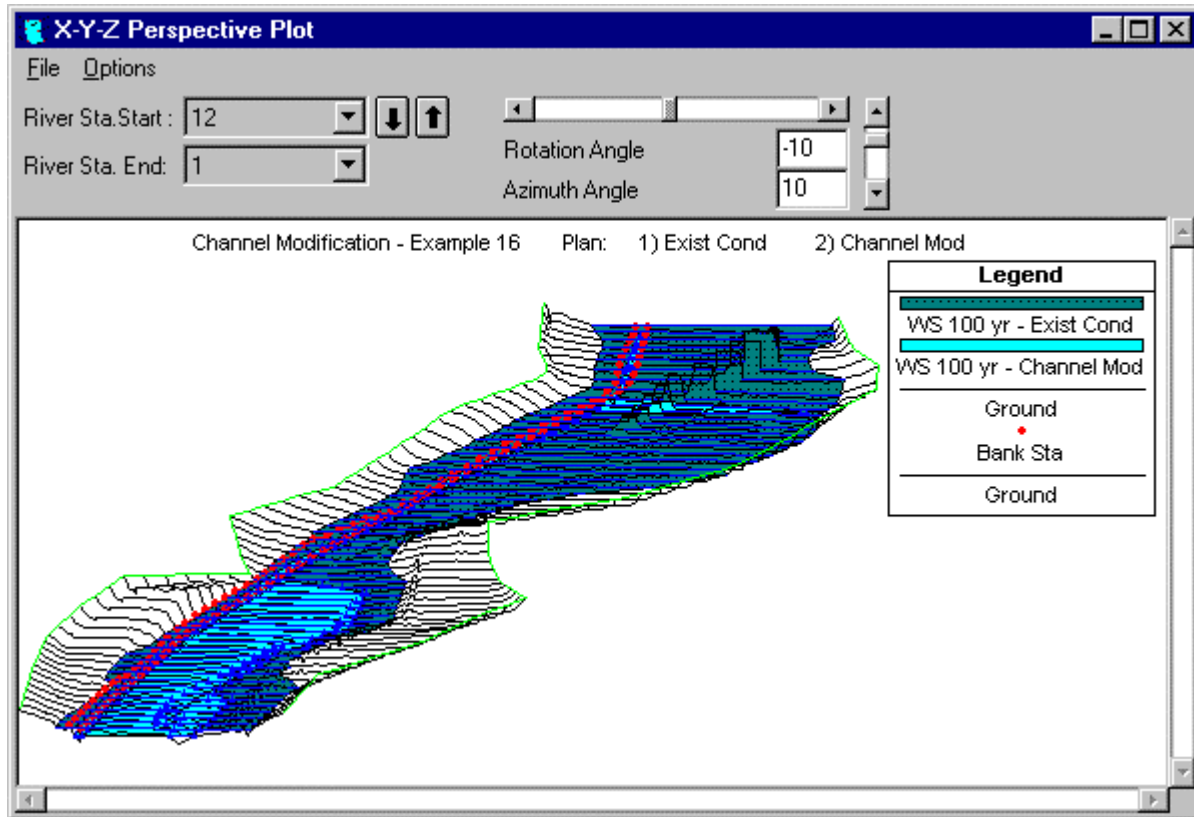 X-Y-Z Perspective Plot
File Options
River Sta.Start : 12
River Sta. End: 1
Rotation Angle -10
Azimuth Angle 10
Channel Modification - Example 16 Plan: 1) Exist Cond 2) Channel Mod
Legend
WS 100 yr - Exist Cond
WS 100 yr - Channel Mod
Ground
Bank Sta
Ground